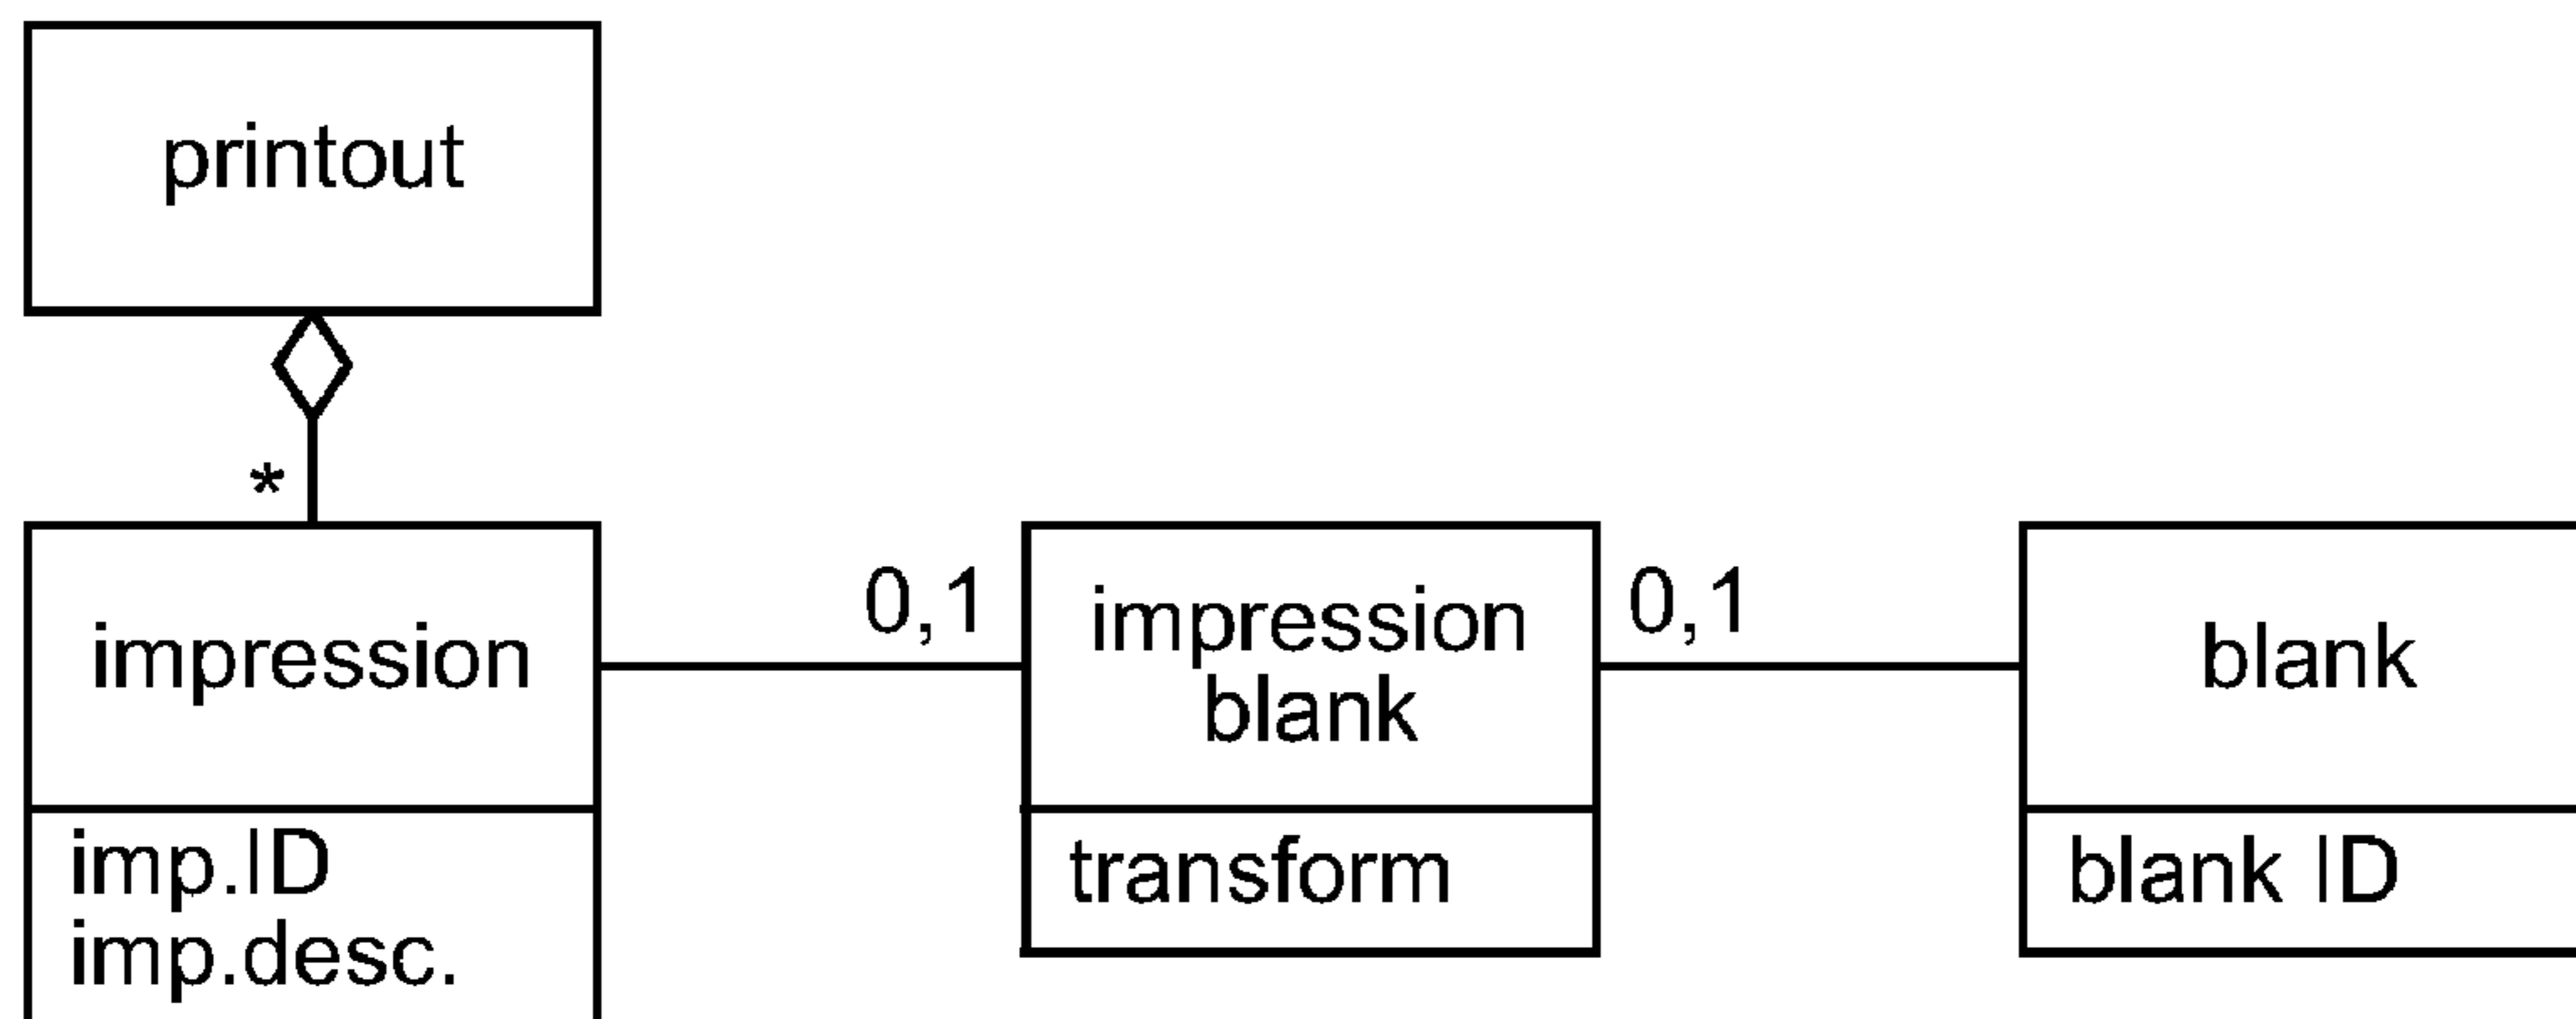 printout
*
impression
0,1
impression
blank
0,1
blank
imp.ID
imp.desc.
transform
blank ID